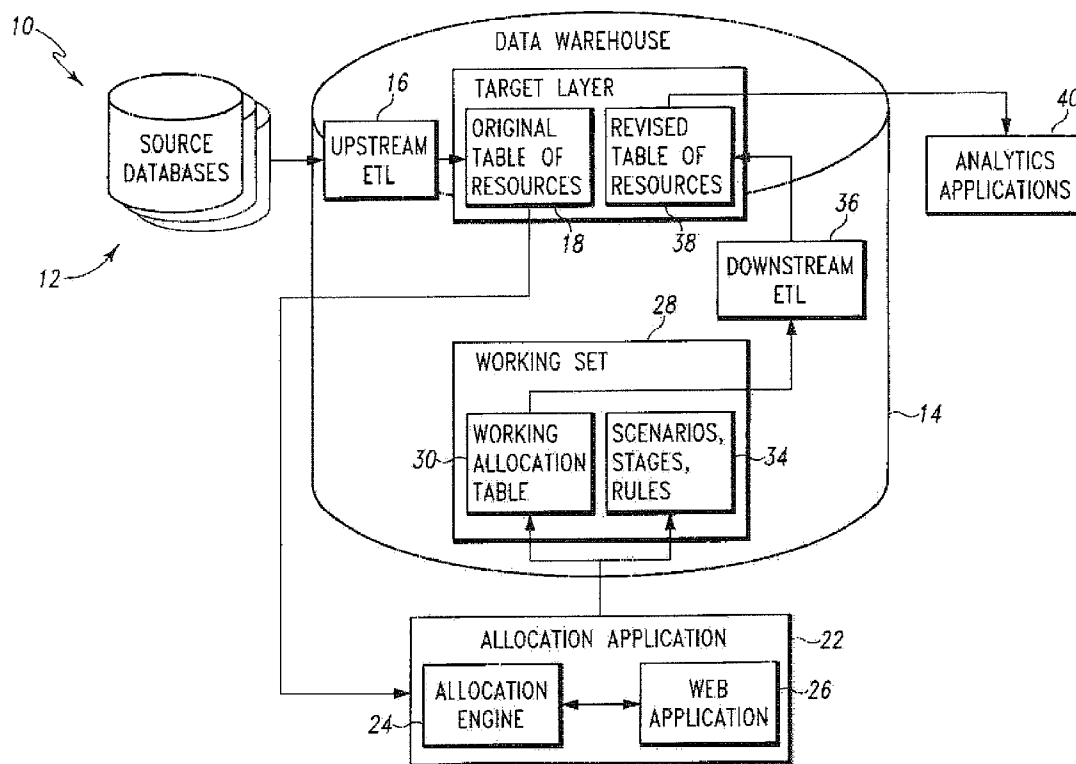 10
DATA WAREHOUSE
SOURCE
DATABASES
12
16
UPSTREAM
ETL
TARGET LAYER
ORIGINAL
TABLE OF
RESOURCES
18
REVISED
TABLE OF
RESOURCES
38
40
ANALYTICS
APPLICATIONS
36
DOWNSTREAM
ETL
28
WORKING SET
30
WORKING
ALLOCATION
TABLE
SCENARIOS,
STAGES,
RULES
34
14
ALLOCATION APPLICATION
22
ALLOCATION
ENGINE
24
WEB
APPLICATION
26